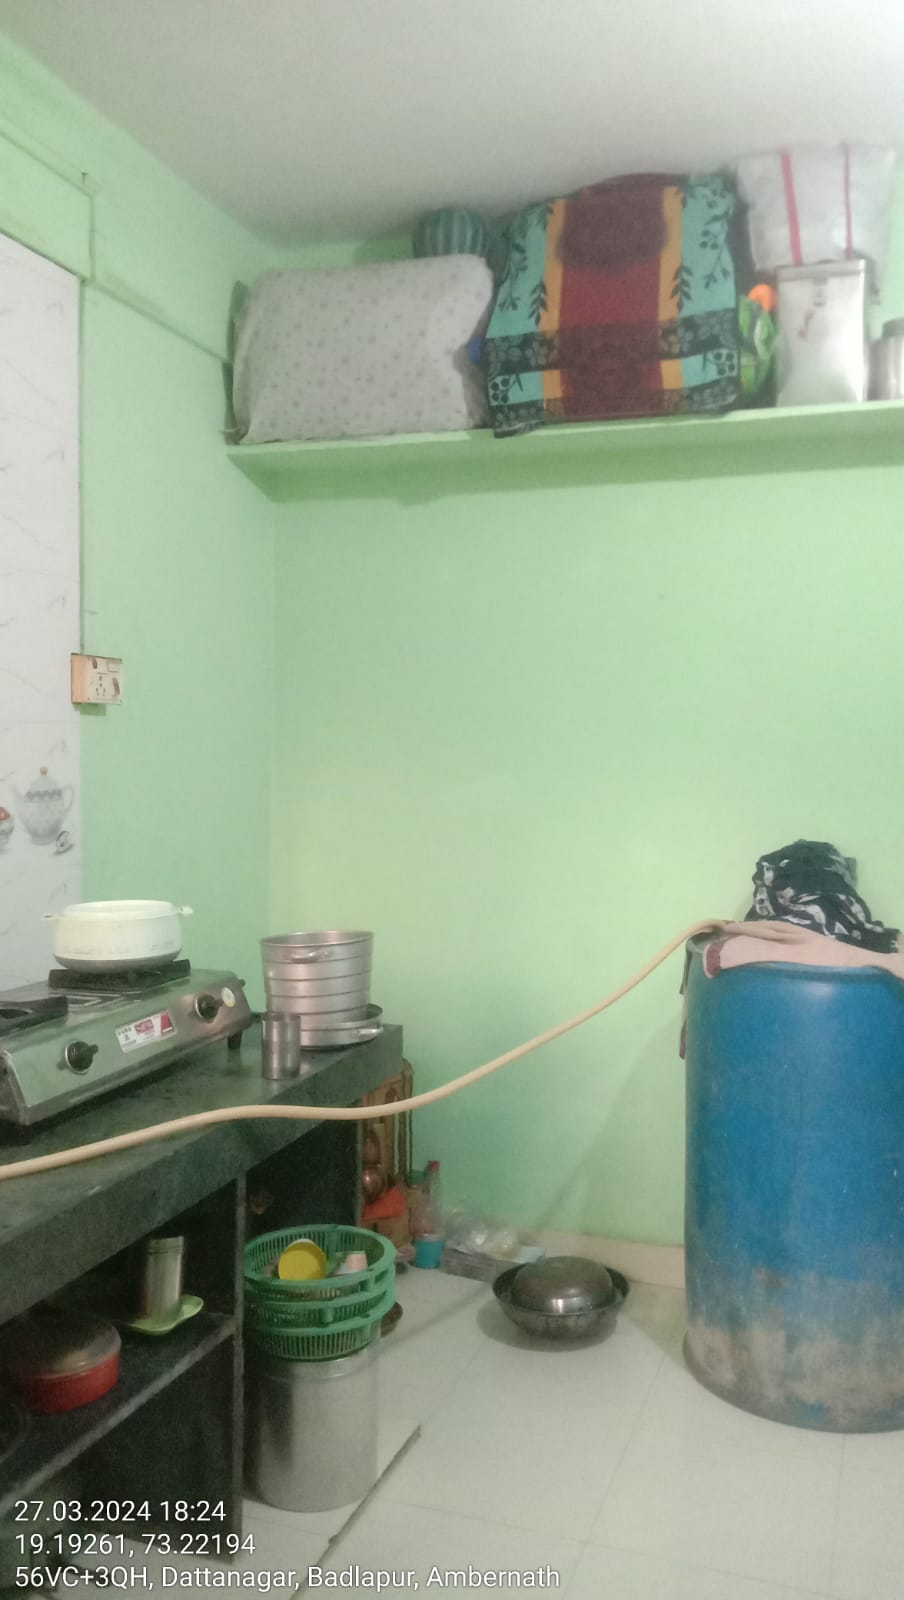 27.03.2024 18:24
19.19261, 73.22194
56VC+3QH, Dattanagar, Badlapur, Ambernath